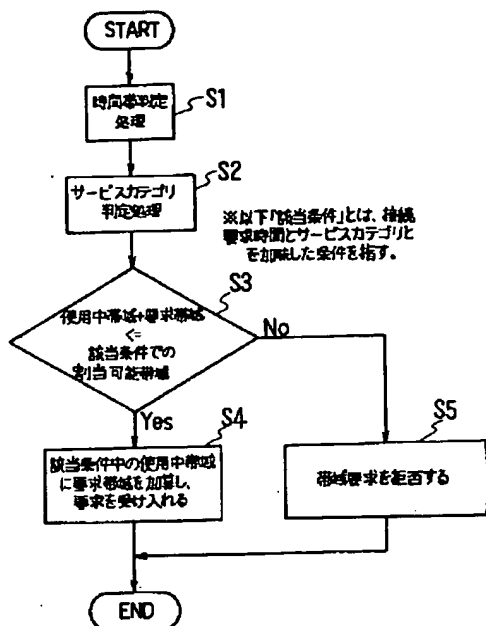 START
時間帯判定
処理
S1
S2
サービスカテゴリ
判定処理
※以下「該当条件」とは、接続
要求時間とサービスカテゴリと
を加味した条件を指す。
S3
使用中帯域+要求帯域
<=
該当条件での
割当可能帯域
No
Yes
S4
該当条件中の使用中帯域
に要求帯域を加算し、
要求を受け入れる
S5
帯域要求を拒否する
END